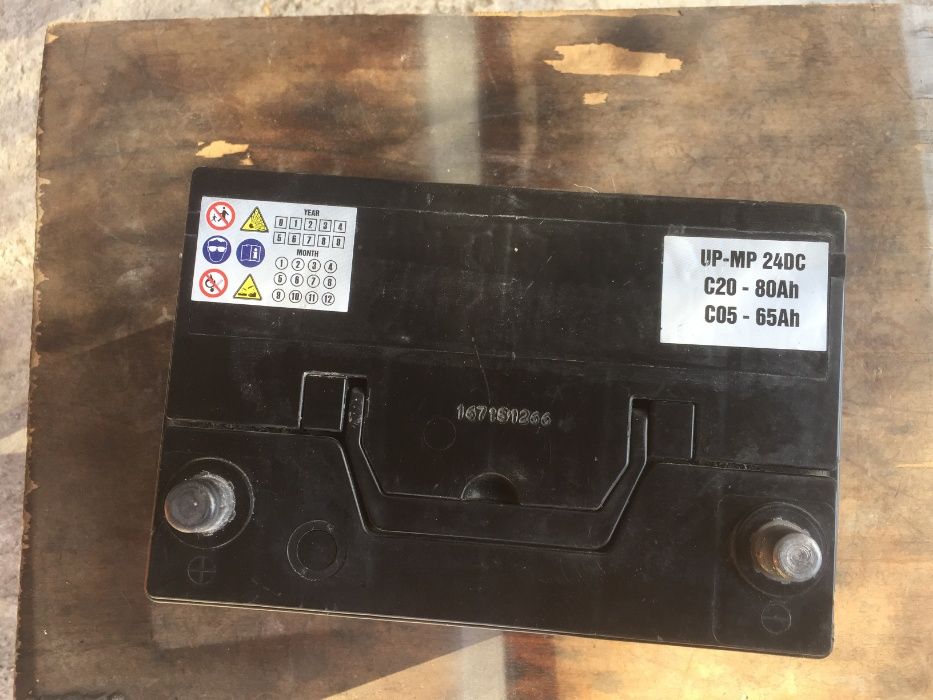 YEAR
0 1 2 3 4
5 6 7 8 9
MONTH
1 2 3 4
5 6 7 8
9 10 11 12
UP-MP 24DC
C20 - 80Ah
C05 - 65Ah
167151266
+
-